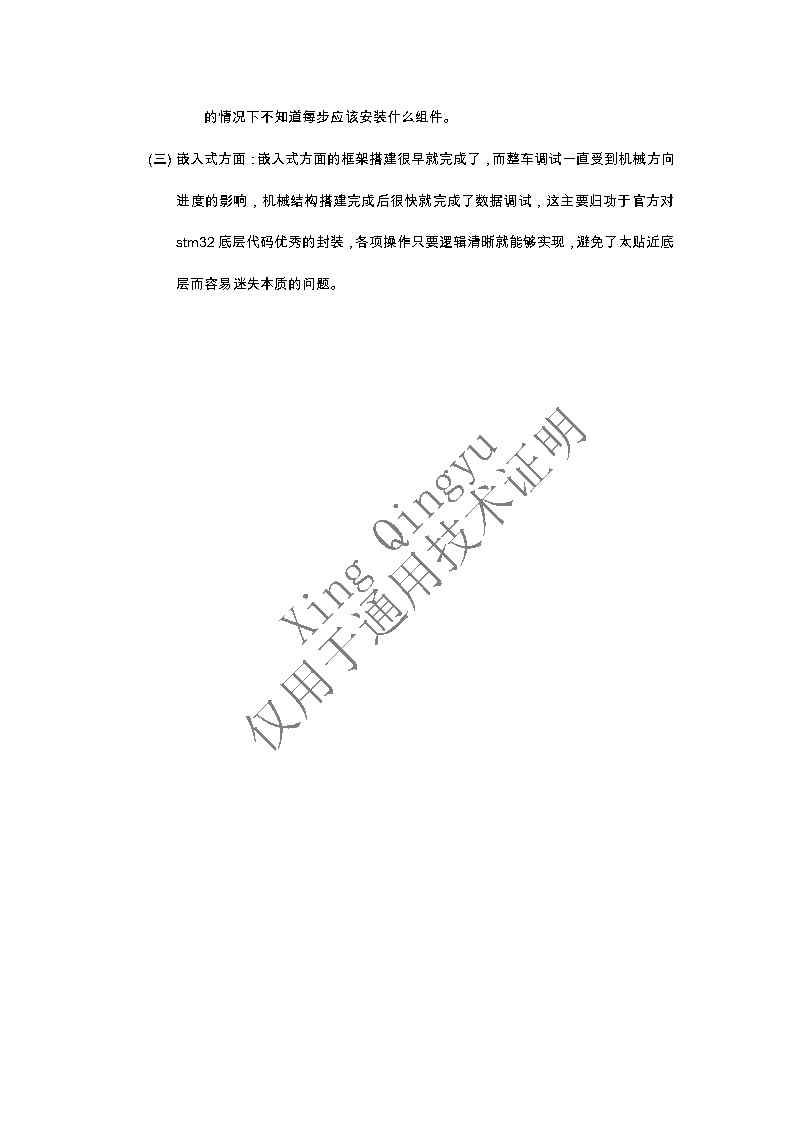 的情况下不知道每步应该安装什么组件。
(三) 嵌入式方面：嵌入式方面的框架搭建很早就完成了，而整车调试一直受到机械方向
进度的影响，机械结构搭建完成后很快就完成了数据调试，这主要归功于官方对
stm32 底层代码优秀的封装，各项操作只要逻辑清晰就能够实现，避免了太贴近底
层而容易迷失本质的问题。
Xing Qingyu
仅用于通用技术证明